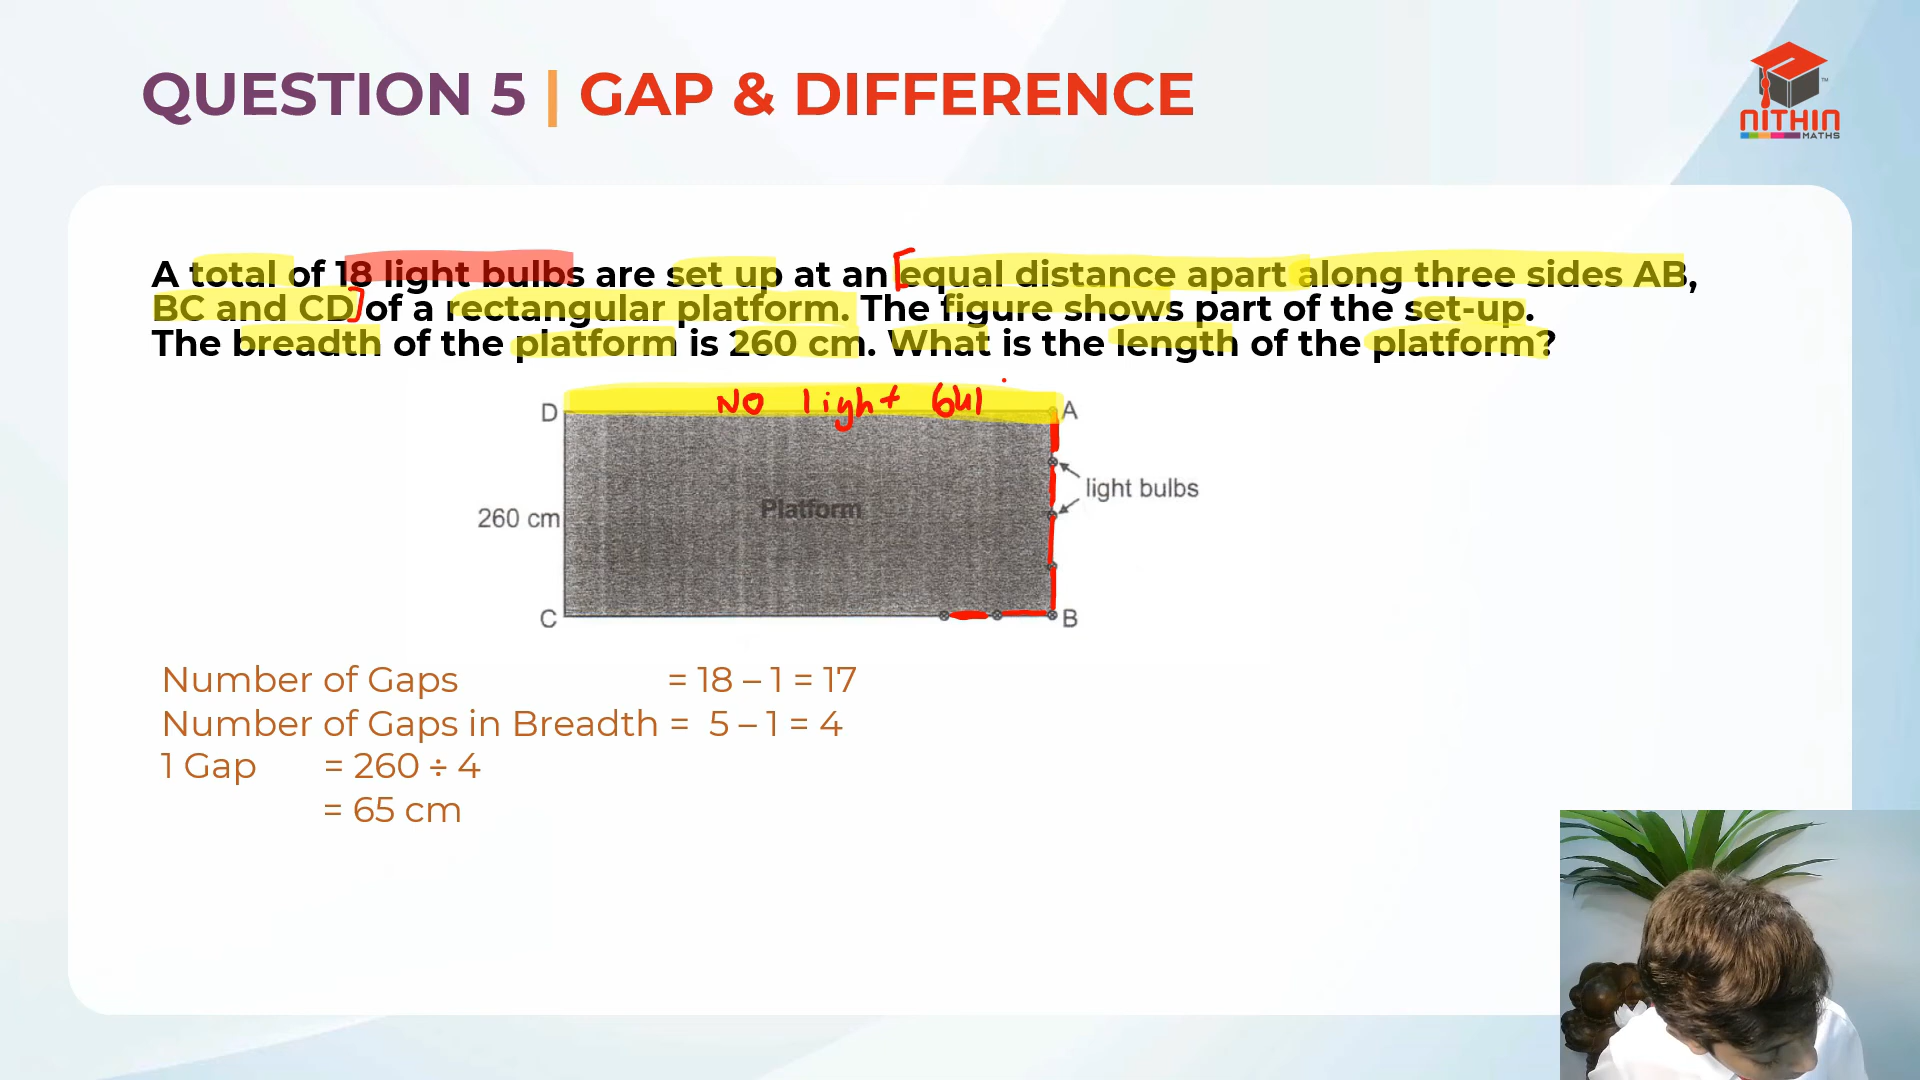 QUESTION 5 | GAP & DIFFERENCE
NITHIN
MATHS
TM
A total of 18 light bulbs are set up at an [equal distance apart along three sides AB,
BC and CD] of a rectangular platform. The figure shows part of the set-up.
The breadth of the platform is 260 cm. What is the length of the platform?
NO light bul
D
A
light bulbs
Platform
260 cm
C
B
Number of Gaps = 18 – 1 = 17
Number of Gaps in Breadth = 5 – 1 = 4
1 Gap = 260 ÷ 4
= 65 cm